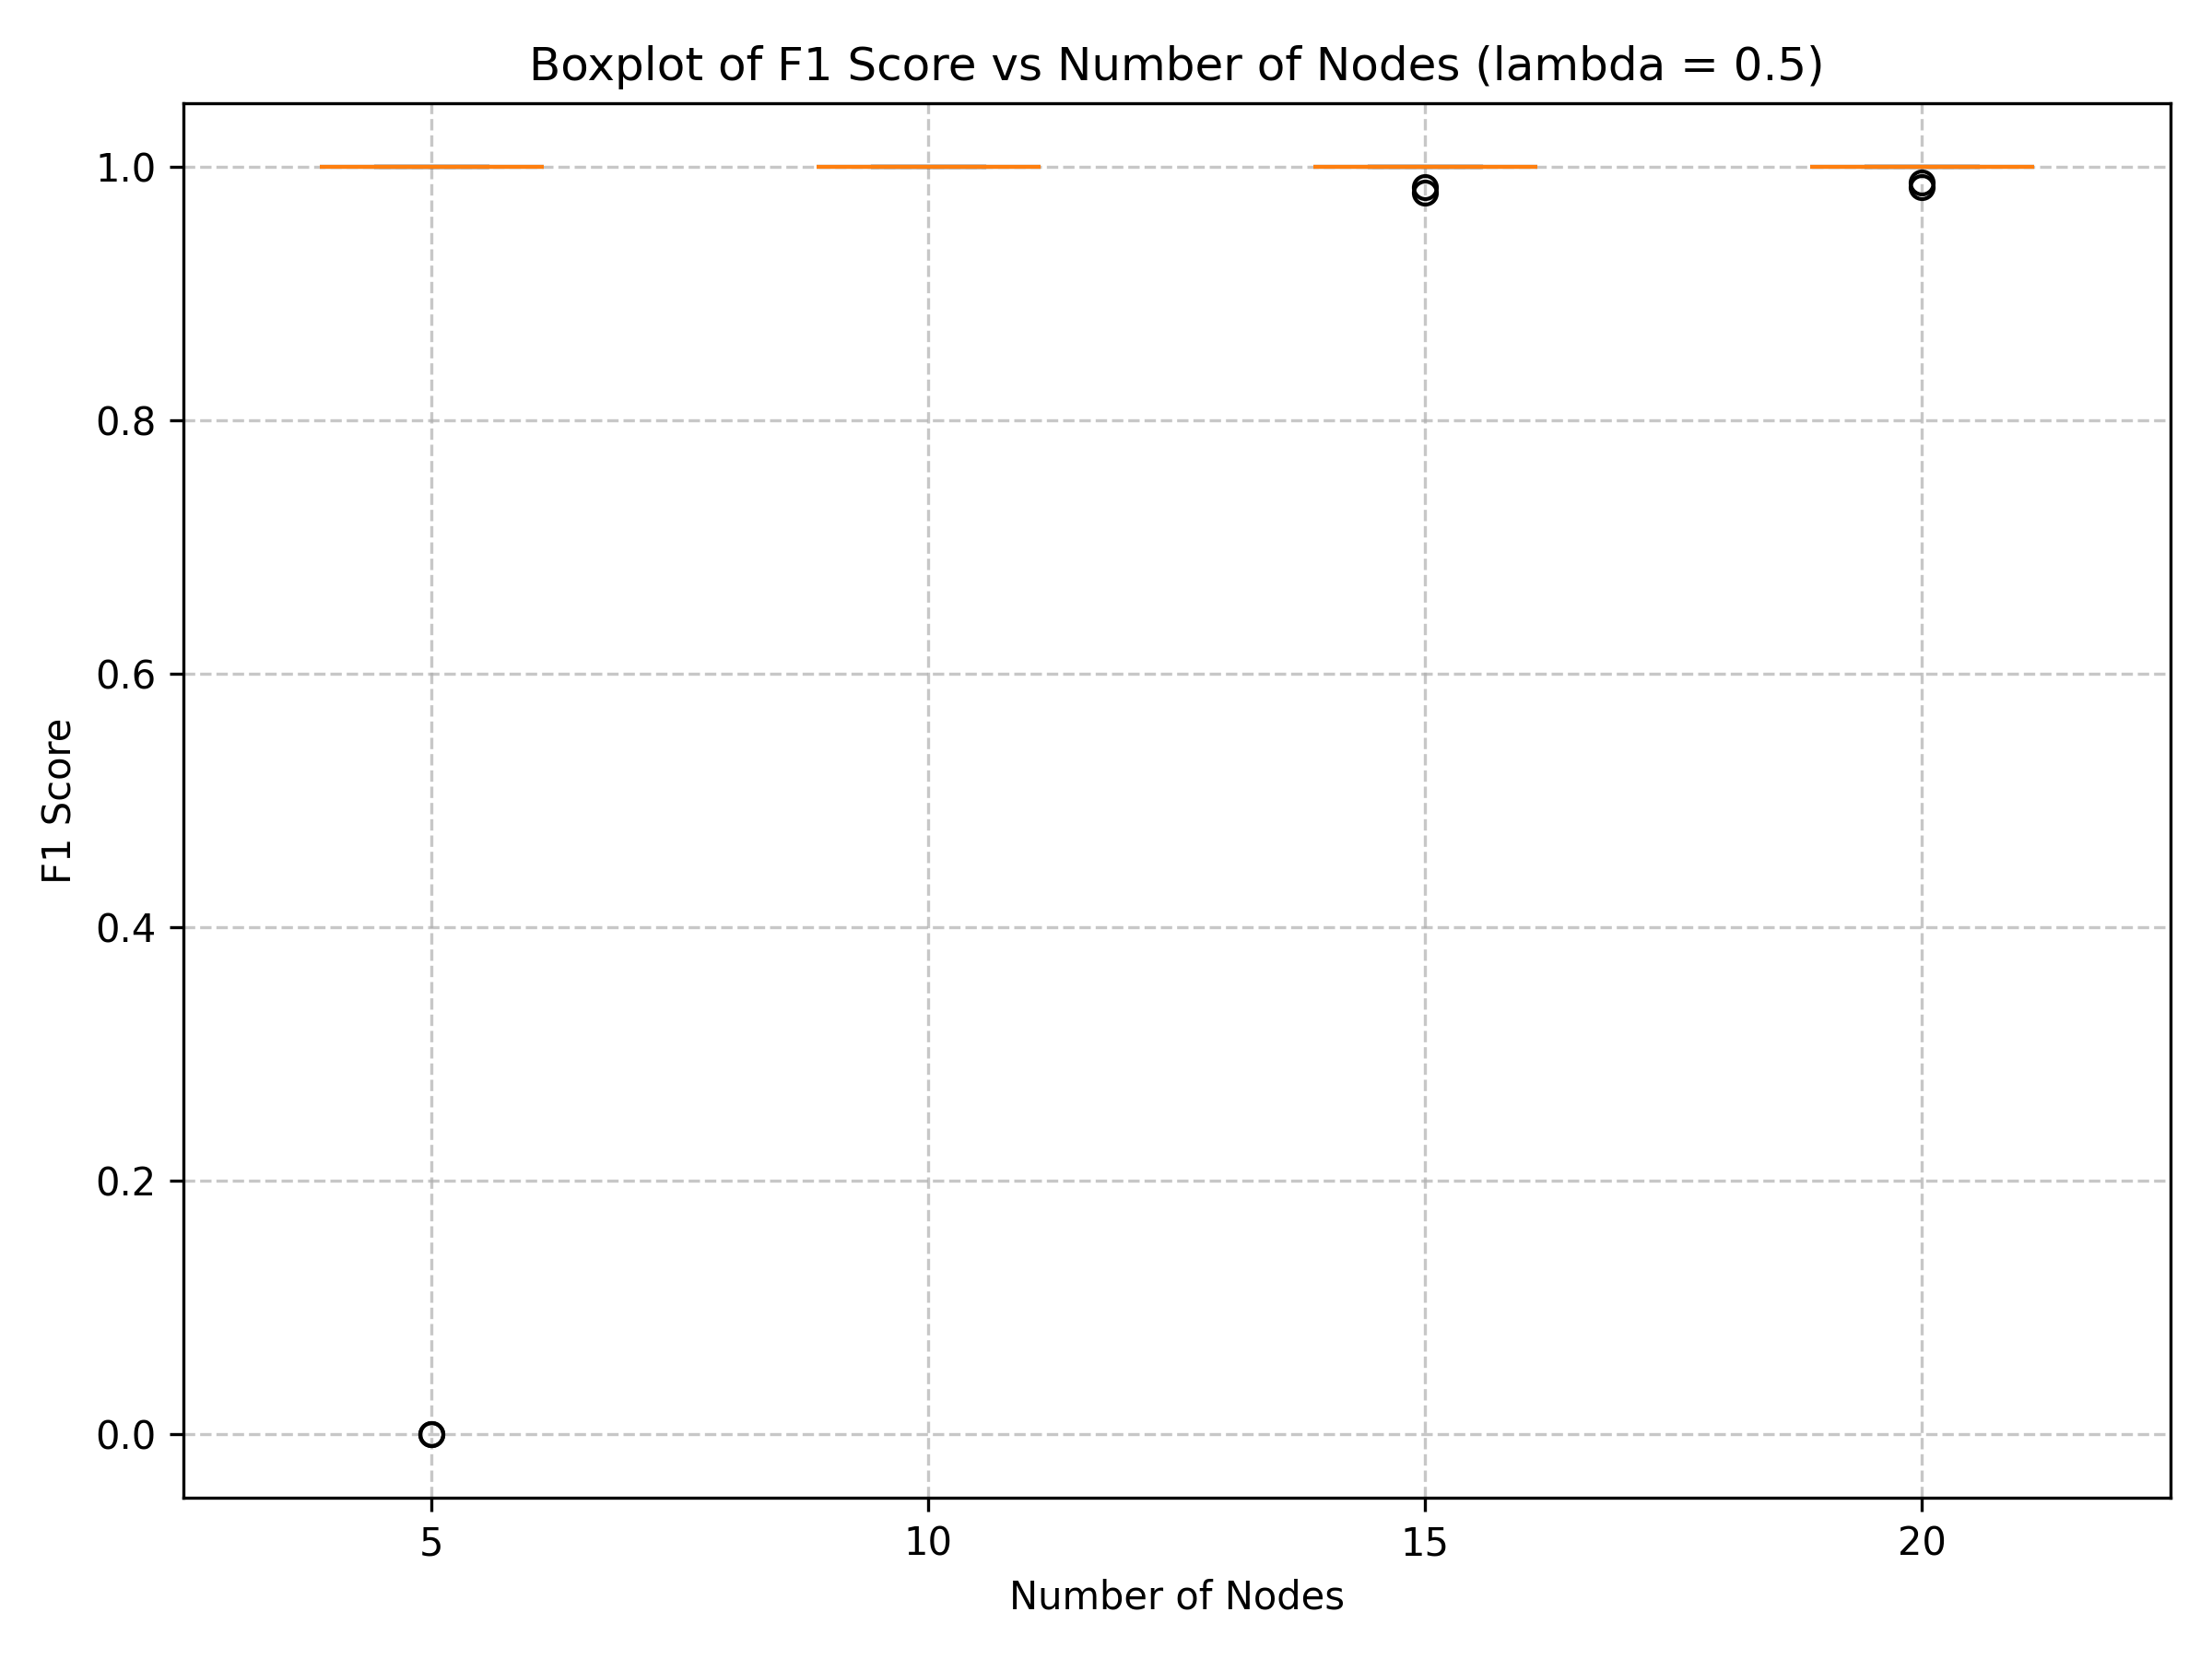 Boxplot of F1 Score vs Number of Nodes (lambda = 0.5)
1.0
0.8
0.6
0.4
0.2
0.0
F1 Score
5 10 15 20
Number of Nodes